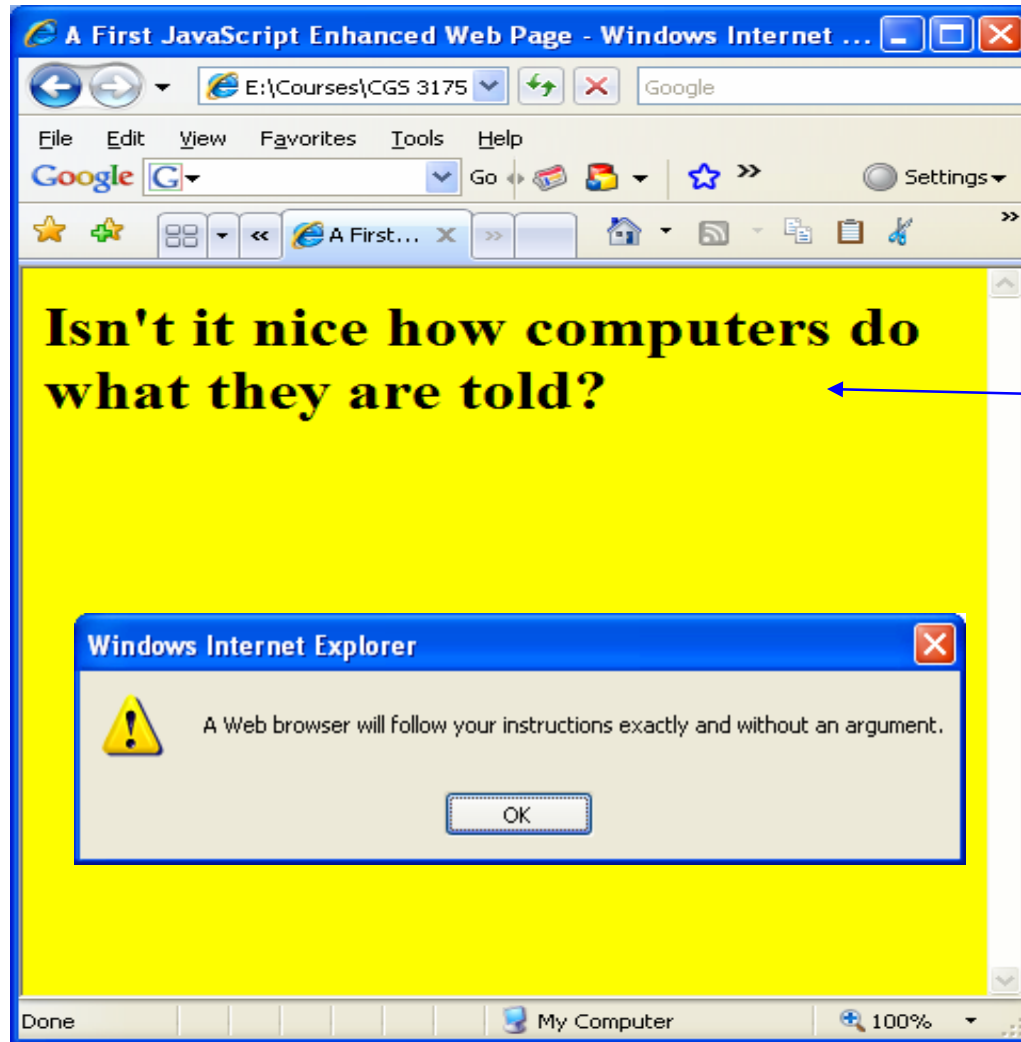 A First JavaScript Enhanced Web Page - Windows Internet ...
E:\Courses\CGS 3175
Google
File Edit View Favorites Tools Help
Google G Go » Settings
« A First... X »
»
Isn't it nice how computers do
what they are told?
Windows Internet Explorer
A Web browser will follow your instructions exactly and without an argument.
OK
Done My Computer 100%